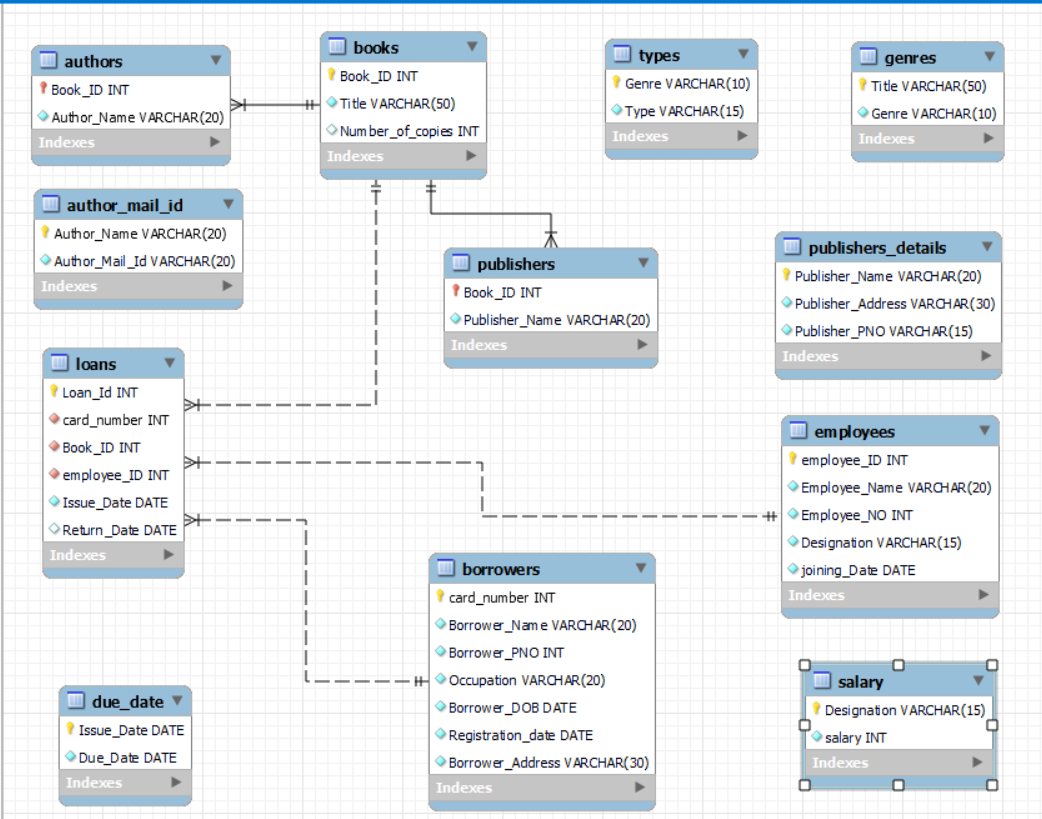 authors
Book_ID INT
Author_Name VARCHAR(20)
Indexes
books
Book_ID INT
Title VARCHAR(50)
Number_of_copies INT
Indexes
types
Genre VARCHAR(10)
Type VARCHAR(15)
Indexes
genres
Title VARCHAR(50)
Genre VARCHAR(10)
Indexes
author_mail_id
Author_Name VARCHAR(20)
Author_Mail_Id VARCHAR(20)
Indexes
publishers
Book_ID INT
Publisher_Name VARCHAR(20)
Indexes
publishers_details
Publisher_Name VARCHAR(20)
Publisher_Address VARCHAR(30)
Publisher_PNO VARCHAR(15)
Indexes
loans
Loan_Id INT
card_number INT
Book_ID INT
employee_ID INT
Issue_Date DATE
Return_Date DATE
Indexes
employees
employee_ID INT
Employee_Name VARCHAR(20)
Employee_NO INT
Designation VARCHAR(15)
joining_Date DATE
Indexes
borrowers
card_number INT
Borrower_Name VARCHAR(20)
Borrower_PNO INT
Occupation VARCHAR(20)
Borrower_DOB DATE
Registration_date DATE
Borrower_Address VARCHAR(30)
Indexes
due_date
Issue_Date DATE
Due_Date DATE
Indexes
salary
Designation VARCHAR(15)
salary INT
Indexes